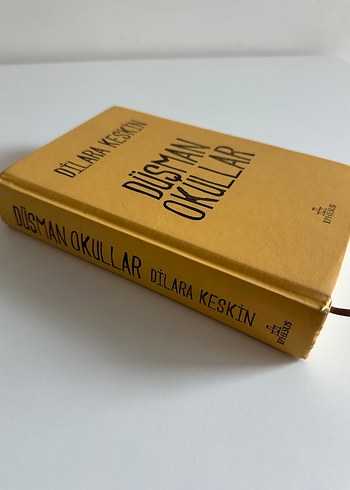 DİLARA KESKİN
DÜŞMAN
OKULLAR
EPHESUS
DÜŞMAN OKULLAR DİLARA KESKİN
EPHESUS